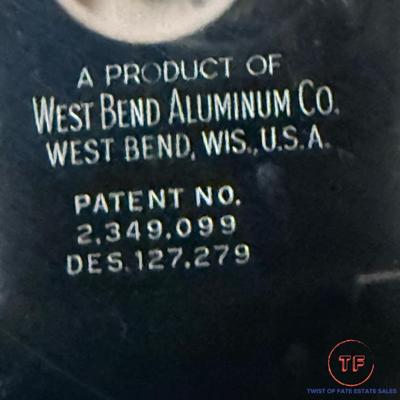 A PRODUCT OF
WEST BEND ALUMINUM CO.
WEST BEND, WIS., U.S.A.
PATENT NO.
2,349,099
DES. 127,279
TF
TWIST OF FATE ESTATE SALES